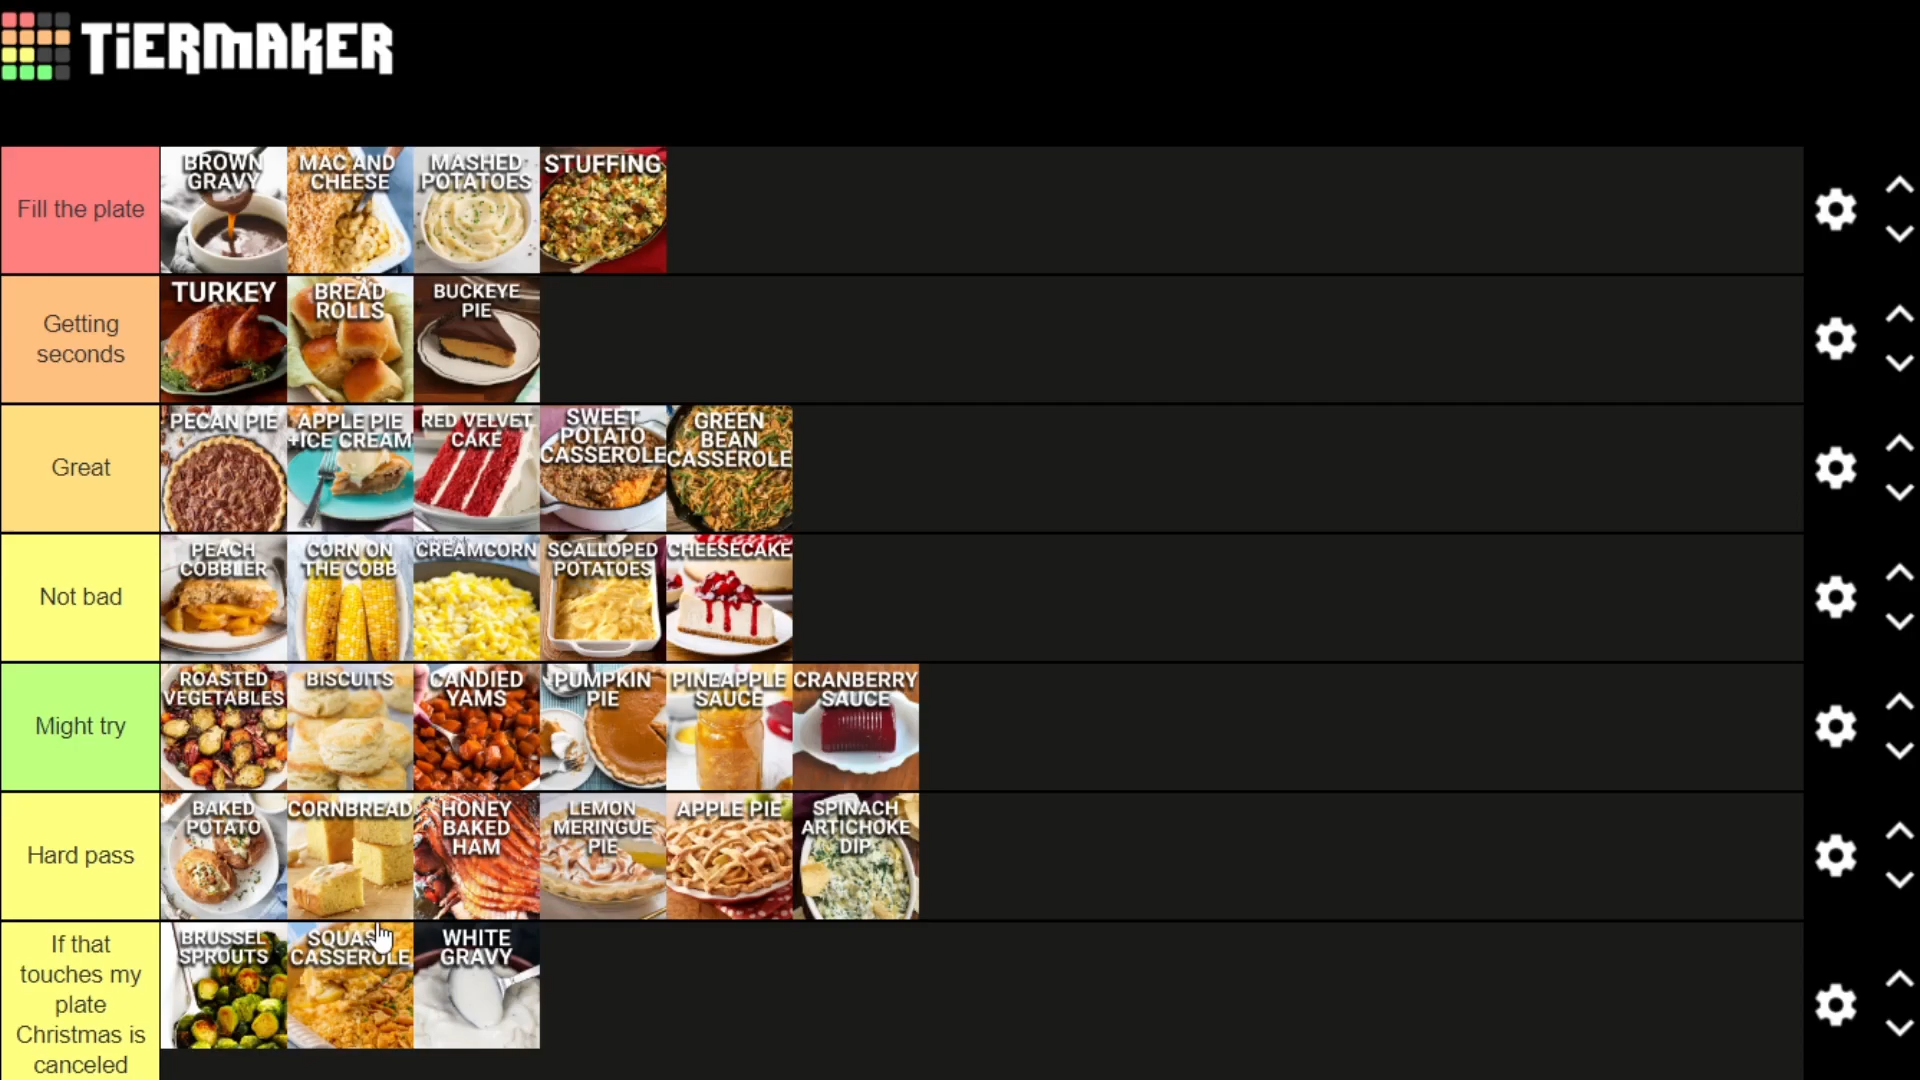 TiERMAKER
Fill the plate
BROWN
GRAVY
MAC AND
CHEESE
MASHED
POTATOES
STUFFING
Getting
seconds
TURKEY
BREAD
ROLLS
BUCKEYE
PIE
Great
PECAN PIE
APPLE PIE
+ICE CREAM
RED VELVET
CAKE
SWEET
POTATO
CASSEROLE
GREEN
BEAN
CASSEROLE
Not bad
PEACH
COBBLER
CORN ON
THE COBB
CREAMCORN
SCALLOPED
POTATOES
CHEESECAKE
Might try
ROASTED
VEGETABLES
BISCUITS
CANDIED
YAMS
PUMPKIN
PIE
PINEAPPLE
SAUCE
CRANBERRY
SAUCE
Hard pass
BAKED
POTATO
CORNBREAD
HONEY
BAKED
HAM
LEMON
MERINGUE
PIE
APPLE PIE
SPINACH
ARTICHOKE
DIP
If that
touches my
plate
Christmas is
canceled
BRUSSEL
SPROUTS
SQUASH
CASSEROLE
WHITE
GRAVY